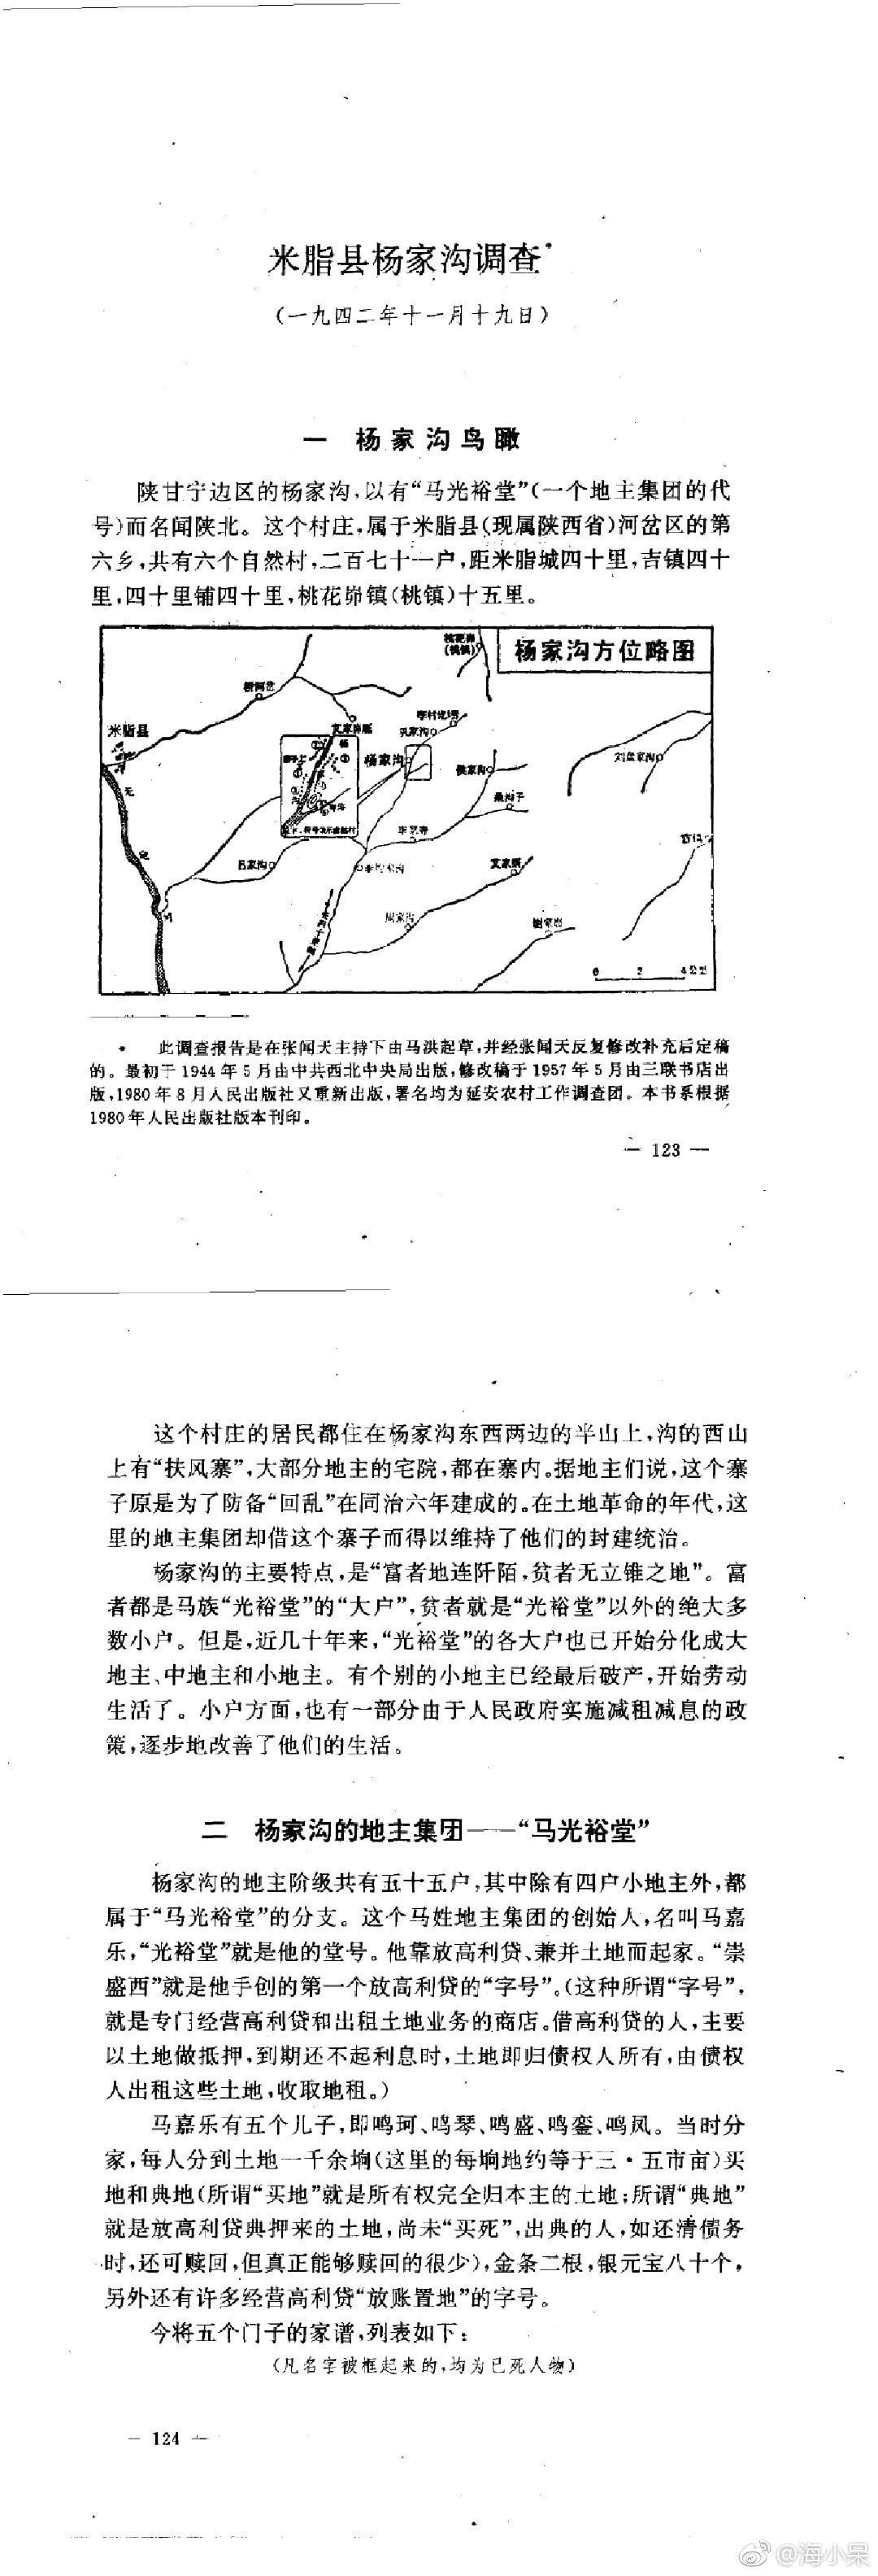 米脂县杨家沟调查*
（一九四二年十一月十九日）
一 杨家沟鸟瞰
陕甘宁边区的杨家沟，以有“马光裕堂”（一个地主集团的代
号）而名闻陕北。这个村庄，属于米脂县（现属陕西省）河岔区的第
六乡，共有六个自然村，二百七十一户，距米脂城四十里，吉镇四十
里，四十里铺四十里，桃花峁镇（桃镇）十五里。
杨家沟方位略图
桃花峁
（桃镇）
米脂县
杨家沟
巩家沟
刘家沟
吕家沟
周家沟
艾家
无
定
河
0 2 4公里
* 此调查报告是在张闻天主持下由马洪起草，并经张闻天反复修改补充后定稿
的。最初于1944年5月由中共西北中央局出版，修改稿于1957年5月由三联书店出
版，1980年8月人民出版社又重新出版，署名均为延安农村工作调查团。本书系根据
1980年人民出版社版本刊印。
— 123 —
这个村庄的居民都住在杨家沟东西两边的半山上，沟的西山
上有“扶风寨”，大部分地主的宅院，都在寨内。据地主们说，这个寨
子原是为了防备“回乱”在同治六年建成的。在土地革命的年代，这
里的地主集团却借这个寨子而得以维持了他们的封建统治。
杨家沟的主要特点，是“富者地连阡陌，贫者无立锥之地”。富
者都是马族“光裕堂”的“大户”，贫者就是“光裕堂”以外的绝大多
数小户。但是，近几十年来，“光裕堂”的各大户也已开始分化成大
地主、中地主和小地主。有个别的小地主已经最后破产，开始劳动
生活了。小户方面，也有一部分由于人民政府实施减租减息的政
策，逐步地改善了他们的生活。
二 杨家沟的地主集团——“马光裕堂”
杨家沟的地主阶级共有五十五户，其中除有四户小地主外，都
属于“马光裕堂”的分支。这个马姓地主集团的创始人，名叫马嘉
乐，“光裕堂”就是他的堂号。他靠放高利贷、兼并土地而起家。“崇
盛西”就是他手创的第一个放高利贷的“字号”。（这种所谓“字号”，
就是专门经营高利贷和出租土地业务的商店。借高利贷的人，主要
以土地做抵押，到期还不起利息时，土地即归债权人所有，由债权
人出租这些土地，收取地租。）
马嘉乐有五个儿子，即鸣珂、鸣琴、鸣盛、鸣銮、鸣凤。当时分
家，每人分到土地一千余垧（这里的每垧地约等于三·五市亩）买
地和典地（所谓“买地”就是所有权完全归本主的土地；所谓“典地”
就是放高利贷典押来的土地，尚未“买死”，出典的人，如还清债务
时，还可赎回，但真正能够赎回的很少），金条二根，银元宝八十个，
另外还有许多经营高利贷“放账置地”的字号。
今将五个门子的家谱，列表如下：
（凡名字被框起来的，均为已死人物）
— 124 —
@海小呆